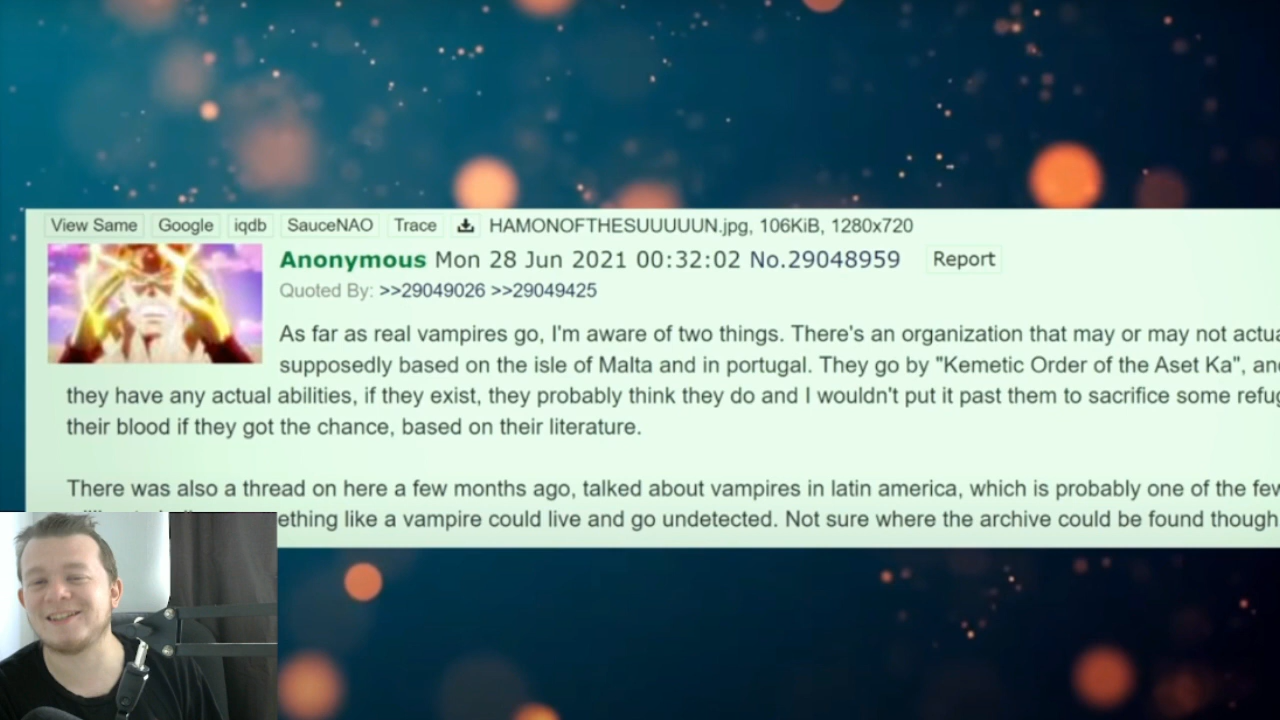 View Same Google iqdb SauceNAO Trace HAMONOFTHESUUUUUN.jpg, 106KiB, 1280x720
Anonymous Mon 28 Jun 2021 00:32:02 No.29048959 Report
Quoted By: >>29049026 >>29049425
As far as real vampires go, I'm aware of two things. There's an organization that may or may not actua
supposedly based on the isle of Malta and in portugal. They go by "Kemetic Order of the Aset Ka", and
they have any actual abilities, if they exist, they probably think they do and I wouldn't put it past them to sacrifice some refug
their blood if they got the chance, based on their literature.
There was also a thread on here a few months ago, talked about vampires in latin america, which is probably one of the few
ething like a vampire could live and go undetected. Not sure where the archive could be found though